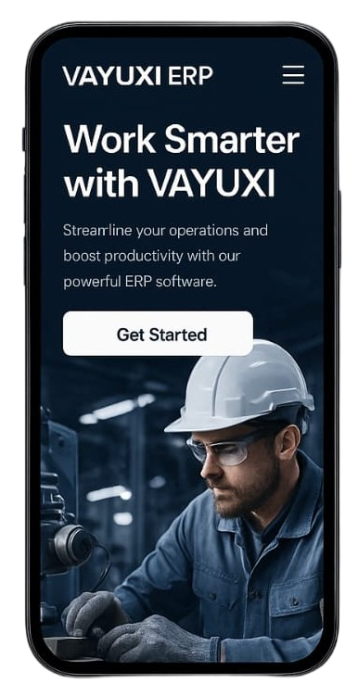 VAYUXI ERP
Work Smarter
with VAYUXI
Streamline your operations and
boost productivity with our
powerful ERP software.
Get Started